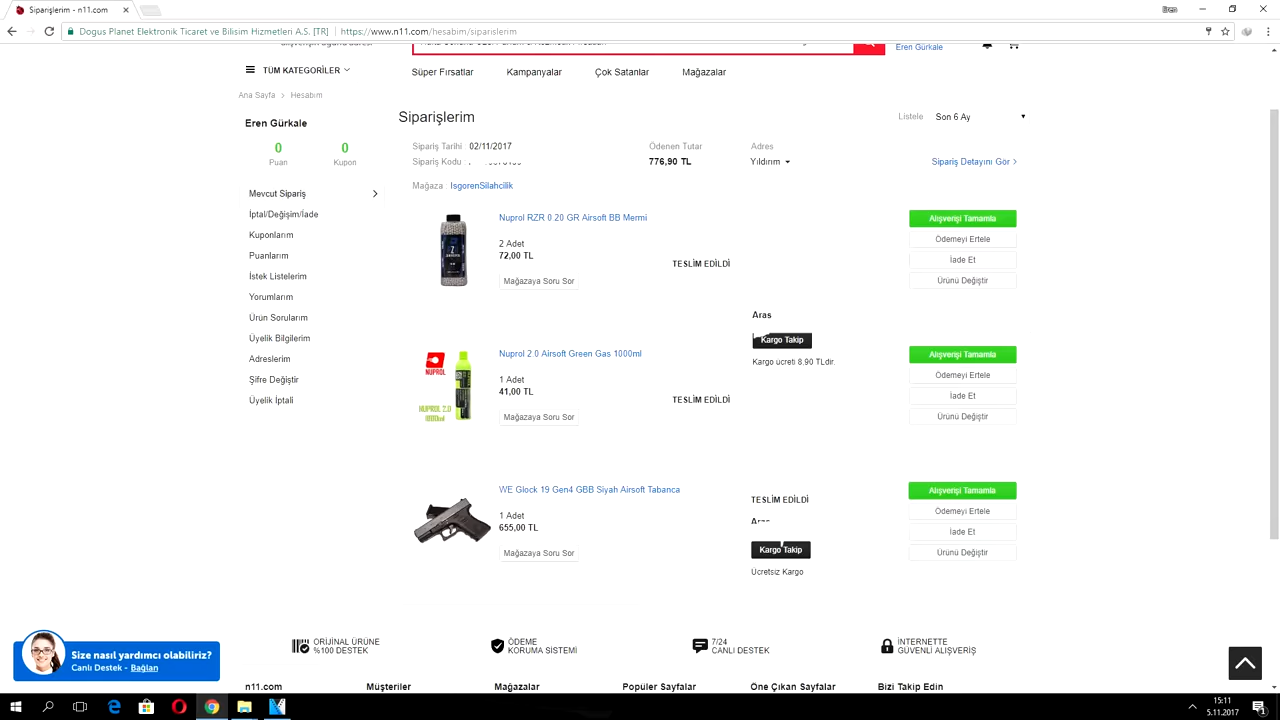 Siparişlerim - n11.com
Eren
Dogus Planet Elektronik Ticaret ve Bilisim Hizmetleri A.S. [TR]
https://www.n11.com/hesabim/siparislerim
Eren Gürkale
TÜM KATEGORİLER
Süper Fırsatlar
Kampanyalar
Çok Satanlar
Mağazalar
Ana Sayfa > Hesabım
Eren Gürkale
0
Puan
0
Kupon
Mevcut Sipariş
İptal/Değişim/İade
Kuponlarım
Puanlarım
İstek Listelerim
Yorumlarım
Ürün Sorularım
Üyelik Bilgilerim
Adreslerim
Şifre Değiştir
Üyelik İptali
Siparişlerim
Listele
Son 6 Ay
Sipariş Tarihi : 02/11/2017
Sipariş Kodu :
Ödenen Tutar
776,90 TL
Adres
Yıldırım
Sipariş Detayını Gör >
Mağaza : IsgorenSilahcilik
Nuprol RZR 0.20 GR Airsoft BB Mermi
2 Adet
72,00 TL
Mağazaya Soru Sor
TESLİM EDİLDİ
Alışverişi Tamamla
Ödemeyi Ertele
İade Et
Ürünü Değiştir
Aras
Kargo Takip
Kargo ücreti 8,90 TLdir.
NUPROL
NUPROL 2.0
1000ml
Nuprol 2.0 Airsoft Green Gas 1000ml
1 Adet
41,00 TL
Mağazaya Soru Sor
TESLİM EDİLDİ
Alışverişi Tamamla
Ödemeyi Ertele
İade Et
Ürünü Değiştir
WE Glock 19 Gen4 GBB Siyah Airsoft Tabanca
1 Adet
655,00 TL
Mağazaya Soru Sor
TESLİM EDİLDİ
Kargo Takip
Ücretsiz Kargo
Alışverişi Tamamla
Ödemeyi Ertele
İade Et
Ürünü Değiştir
Size nasıl yardımcı olabiliriz?
Canlı Destek - Bağlan
ORİJİNAL ÜRÜNE
%100 DESTEK
ÖDEME
KORUMA SİSTEMİ
7/24
CANLI DESTEK
İNTERNETTE
GÜVENLİ ALIŞVERİŞ
n11.com
Müşteriler
Mağazalar
Popüler Sayfalar
Öne Çıkan Sayfalar
Bizi Takip Edin
15:11
5.11.2017